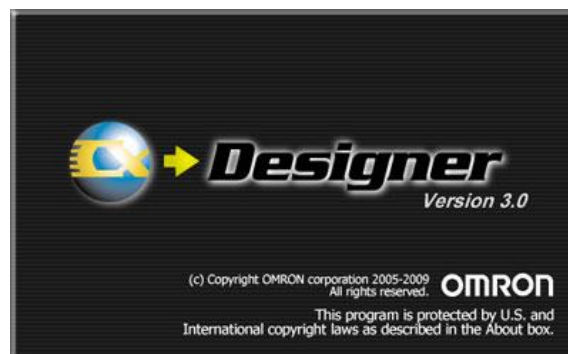 CX Designer
Version 3.0
(c) Copyright OMRON corporation 2005-2009
All rights reserved.
OMRON
This program is protected by U.S. and
International copyright laws as described in the About box.